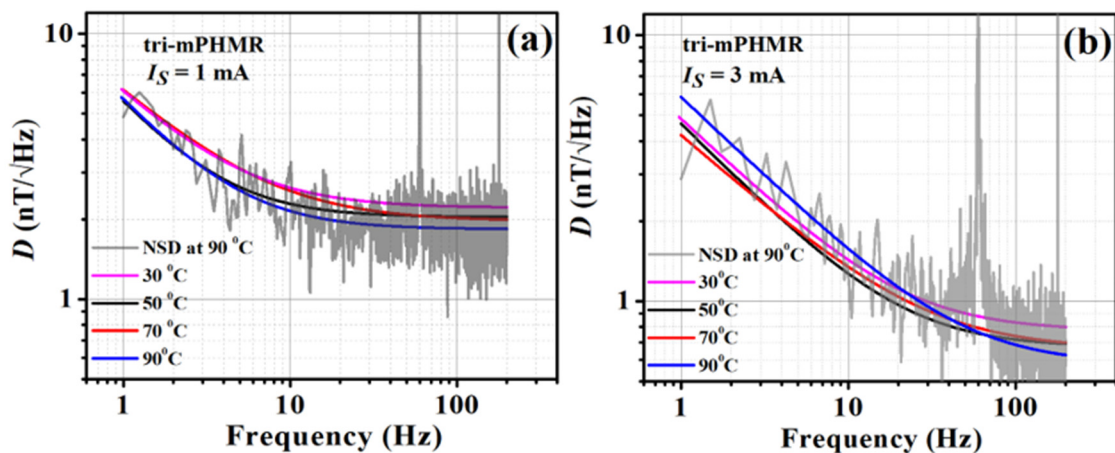 (a)
tri-mPHMR
I_S = 1 mA
D (nT/√Hz)
10
1
NSD at 90 °C
30 °C
50 °C
70 °C
90°C
1
10
100
Frequency (Hz)
(b)
tri-mPHMR
I_S = 3 mA
D (nT/√Hz)
10
1
NSD at 90°C
30°C
50°C
70°C
90°C
1
10
100
Frequency (Hz)